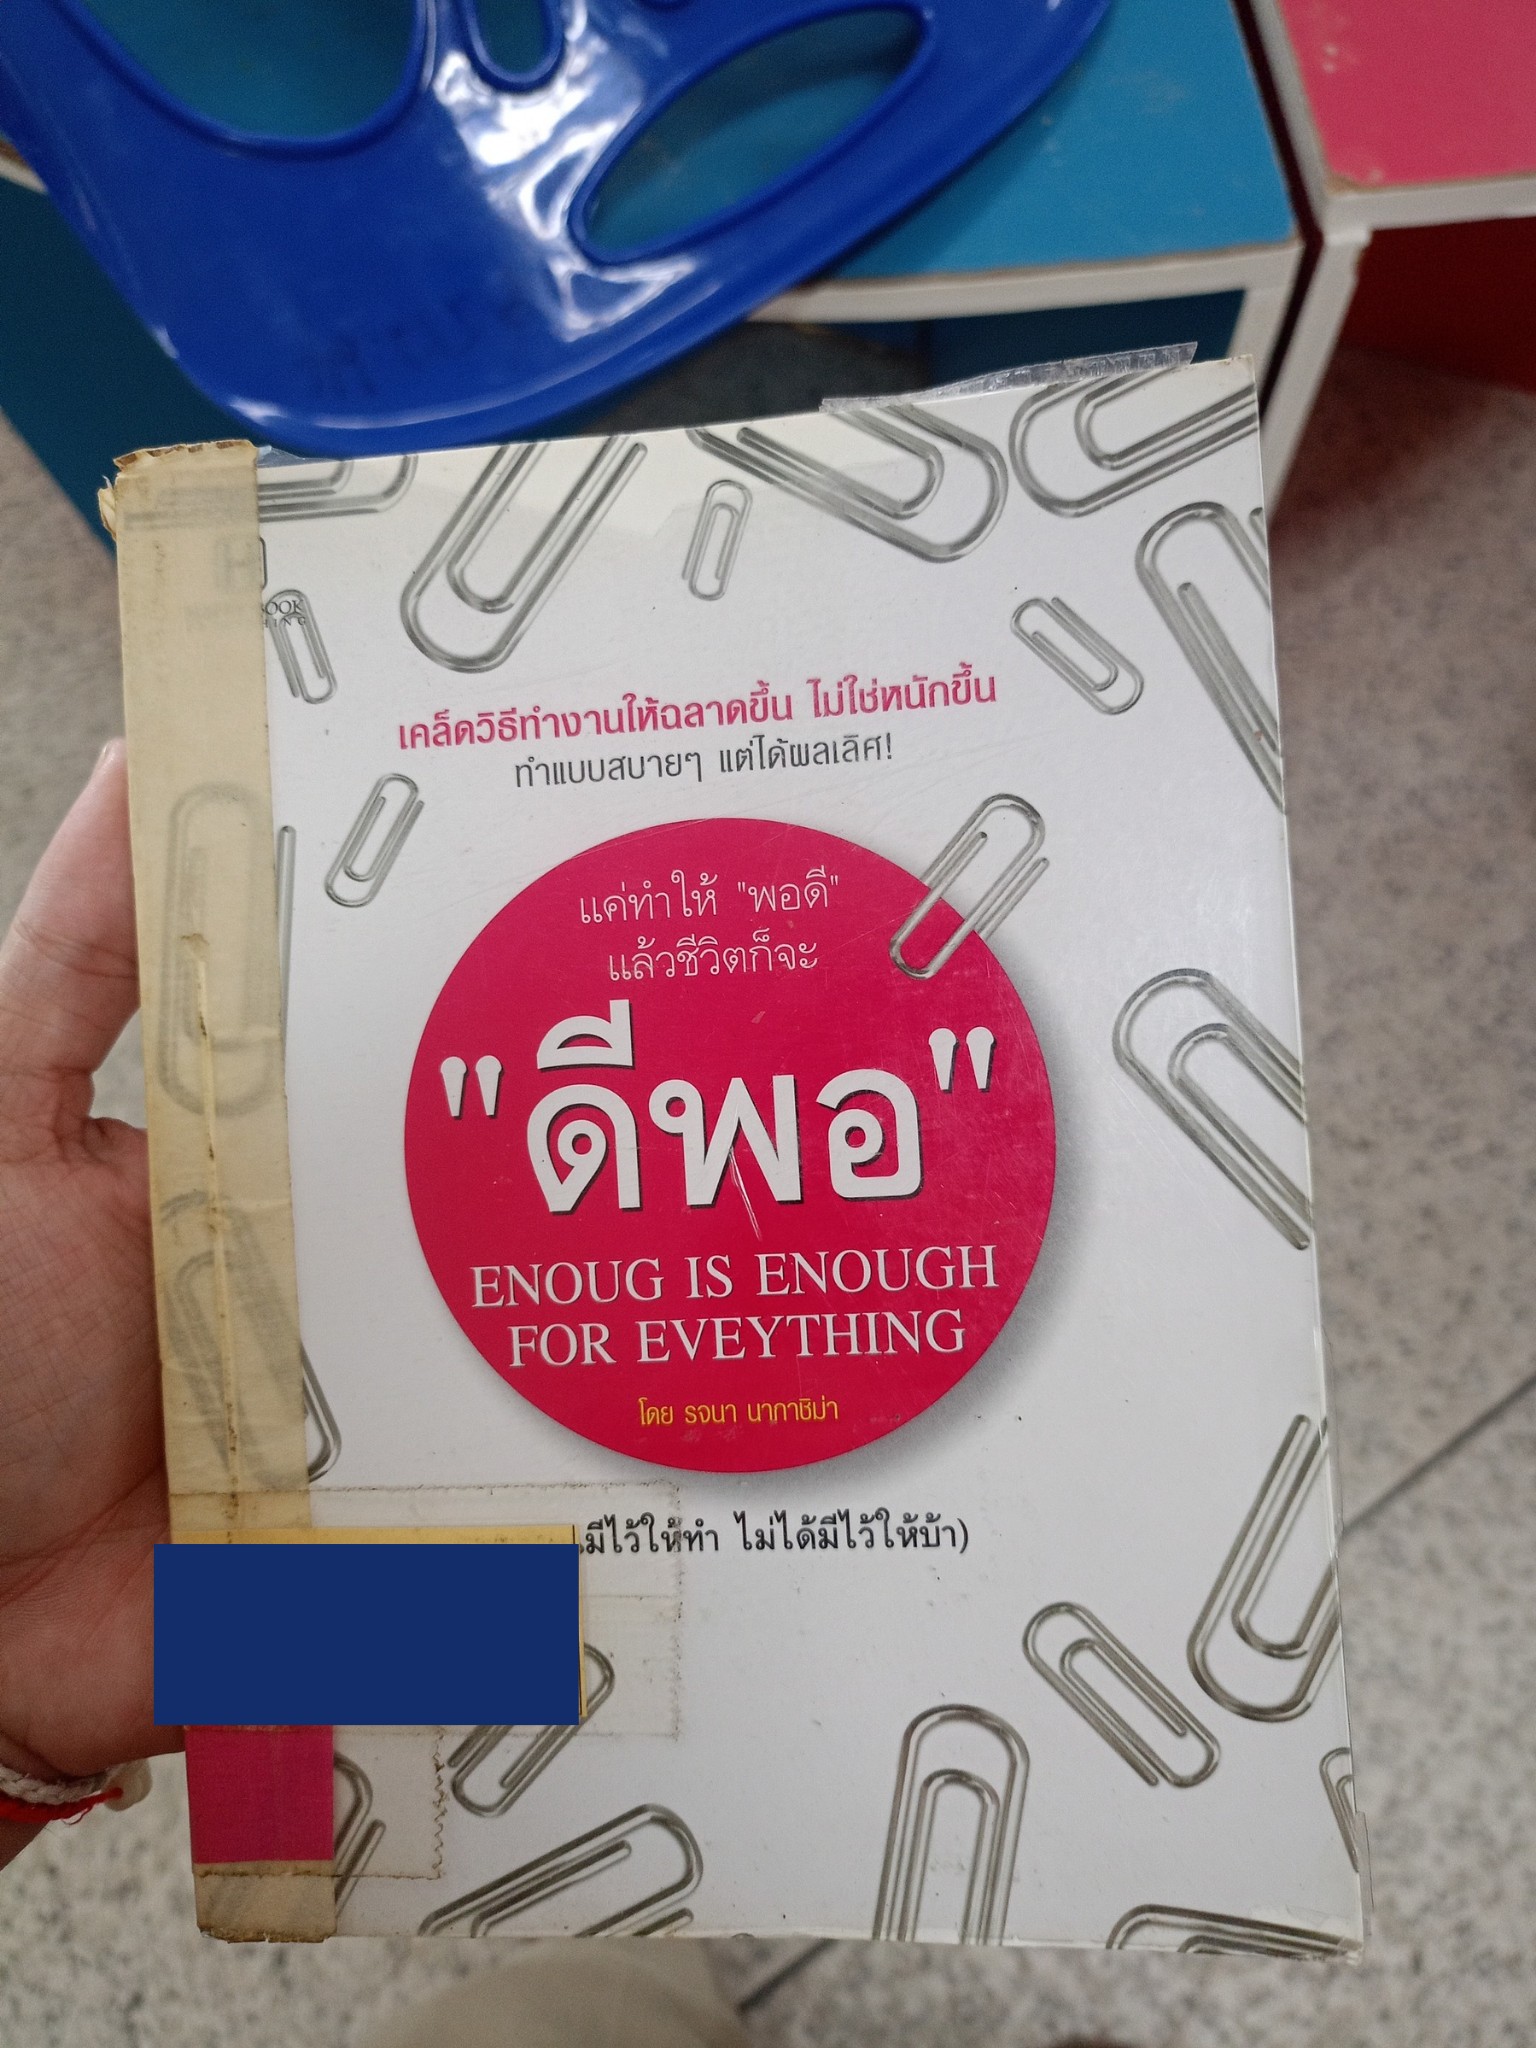 OOK
เคล็ดวิธีทำงานให้ฉลาดขึ้น ไม่ใช่หนักขึ้น
ทำแบบสบายๆ แต่ได้ผลเลิศ!
แค่ทำให้ "พอดี"
แล้วชีวิตก็จะ
"ดีพอ"
ENOUG IS ENOUGH
FOR EVEYTHING
โดย รจนา นากาชิม่า
มีไว้ให้ทำ ไม่ได้มีไว้ให้บ้า)